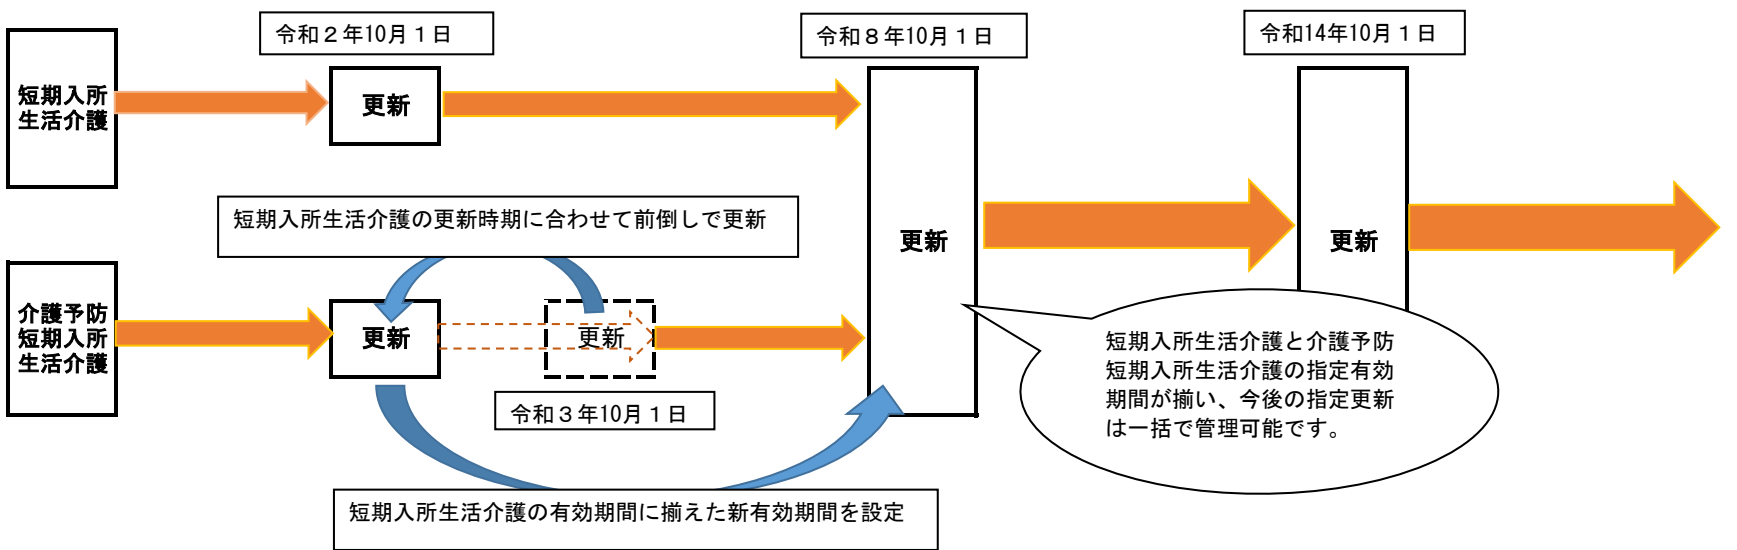 令和２年10月１日
令和８年10月１日
令和14年10月１日
短期入所
生活介護
更新
短期入所生活介護の更新時期に合わせて前倒しで更新
更新
更新
介護予防
短期入所
生活介護
更新
更新
令和３年10月１日
短期入所生活介護と介護予防
短期入所生活介護の指定有効
期間が揃い、今後の指定更新
は一括で管理可能です。
短期入所生活介護の有効期間に揃えた新有効期間を設定